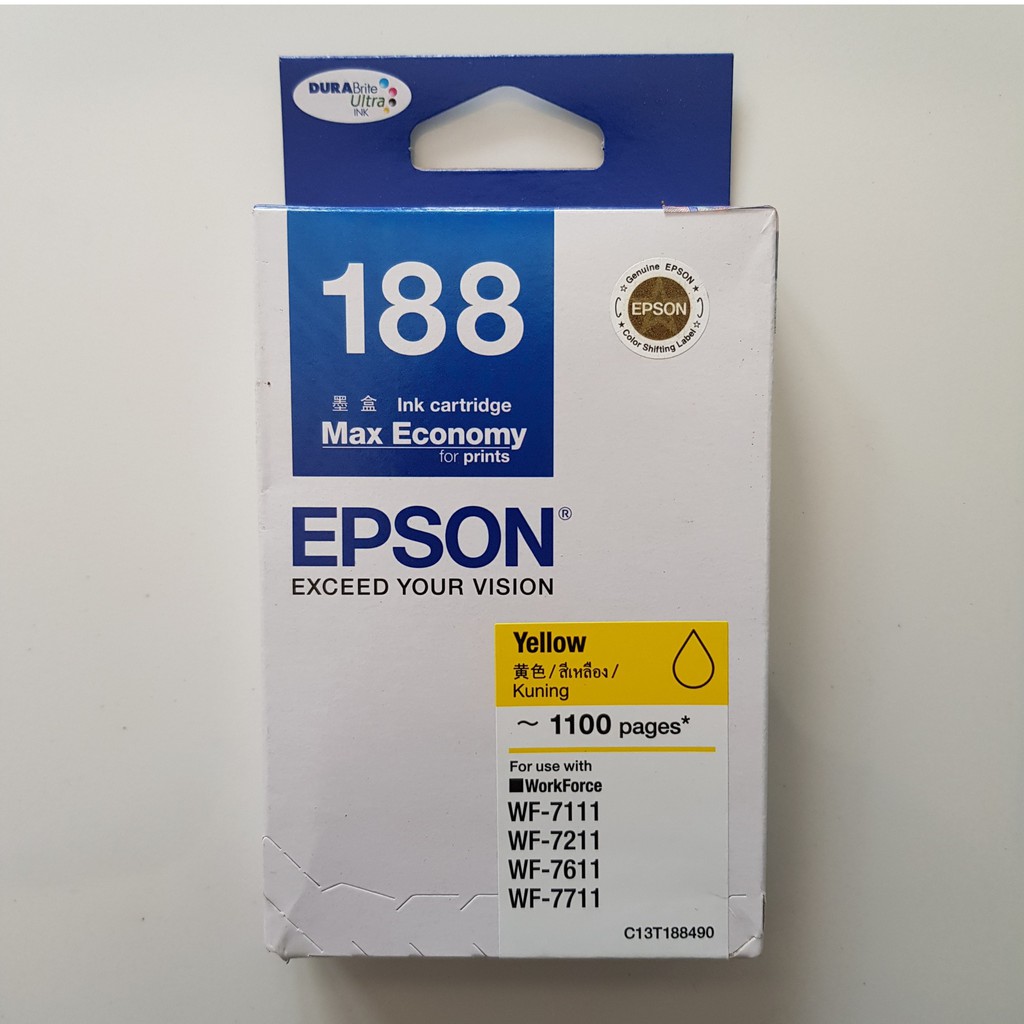 DURABrite
Ultra
INK
188
墨 盒 Ink cartridge
Max Economy
for prints
☆ Genuine EPSON ☆
EPSON
★ Color Shifting Label ★
EPSON®
EXCEED YOUR VISION
Yellow
黄色/สีเหลือง/
Kuning
~ 1100 pages*
For use with
■WorkForce
WF-7111
WF-7211
WF-7611
WF-7711
C13T188490